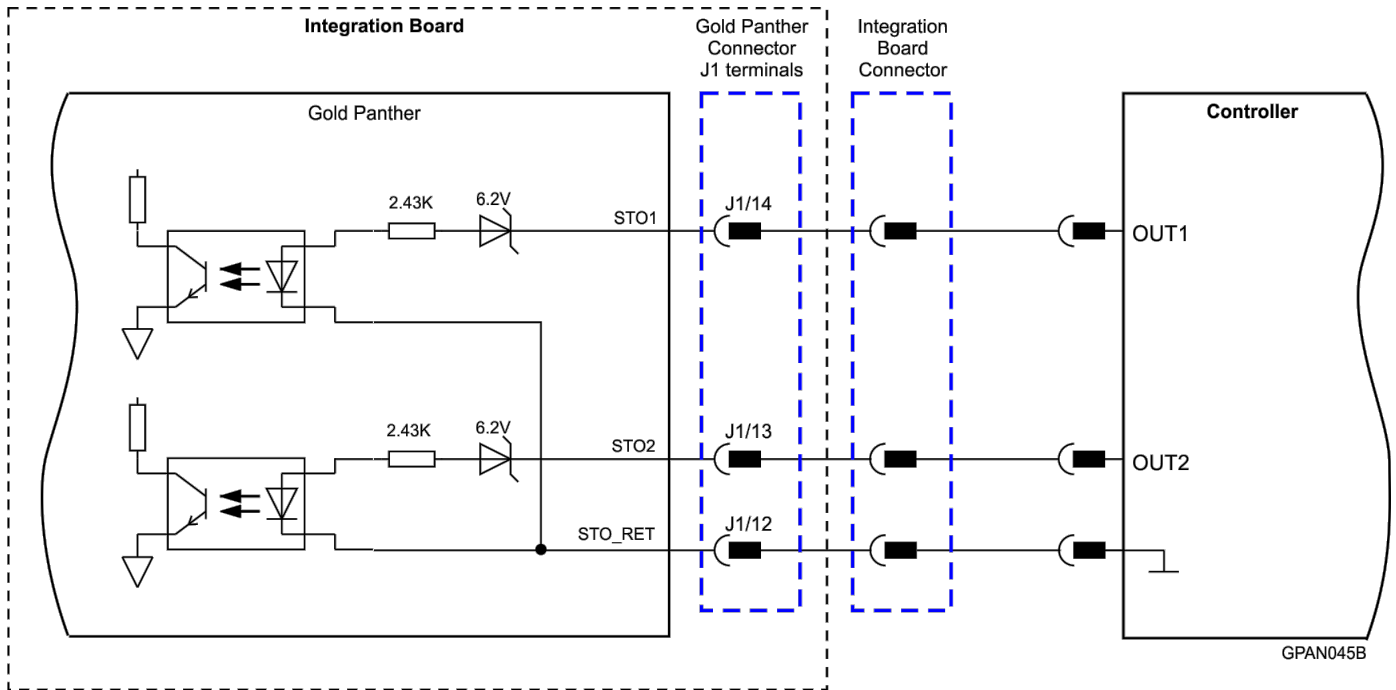 Integration Board
Gold Panther
Connector
J1 terminals
Integration
Board
Connector
Gold Panther
Controller
2.43K
6.2V
STO1
J1/14
OUT1
2.43K
6.2V
STO2
J1/13
OUT2
STO_RET
J1/12
GPAN045B